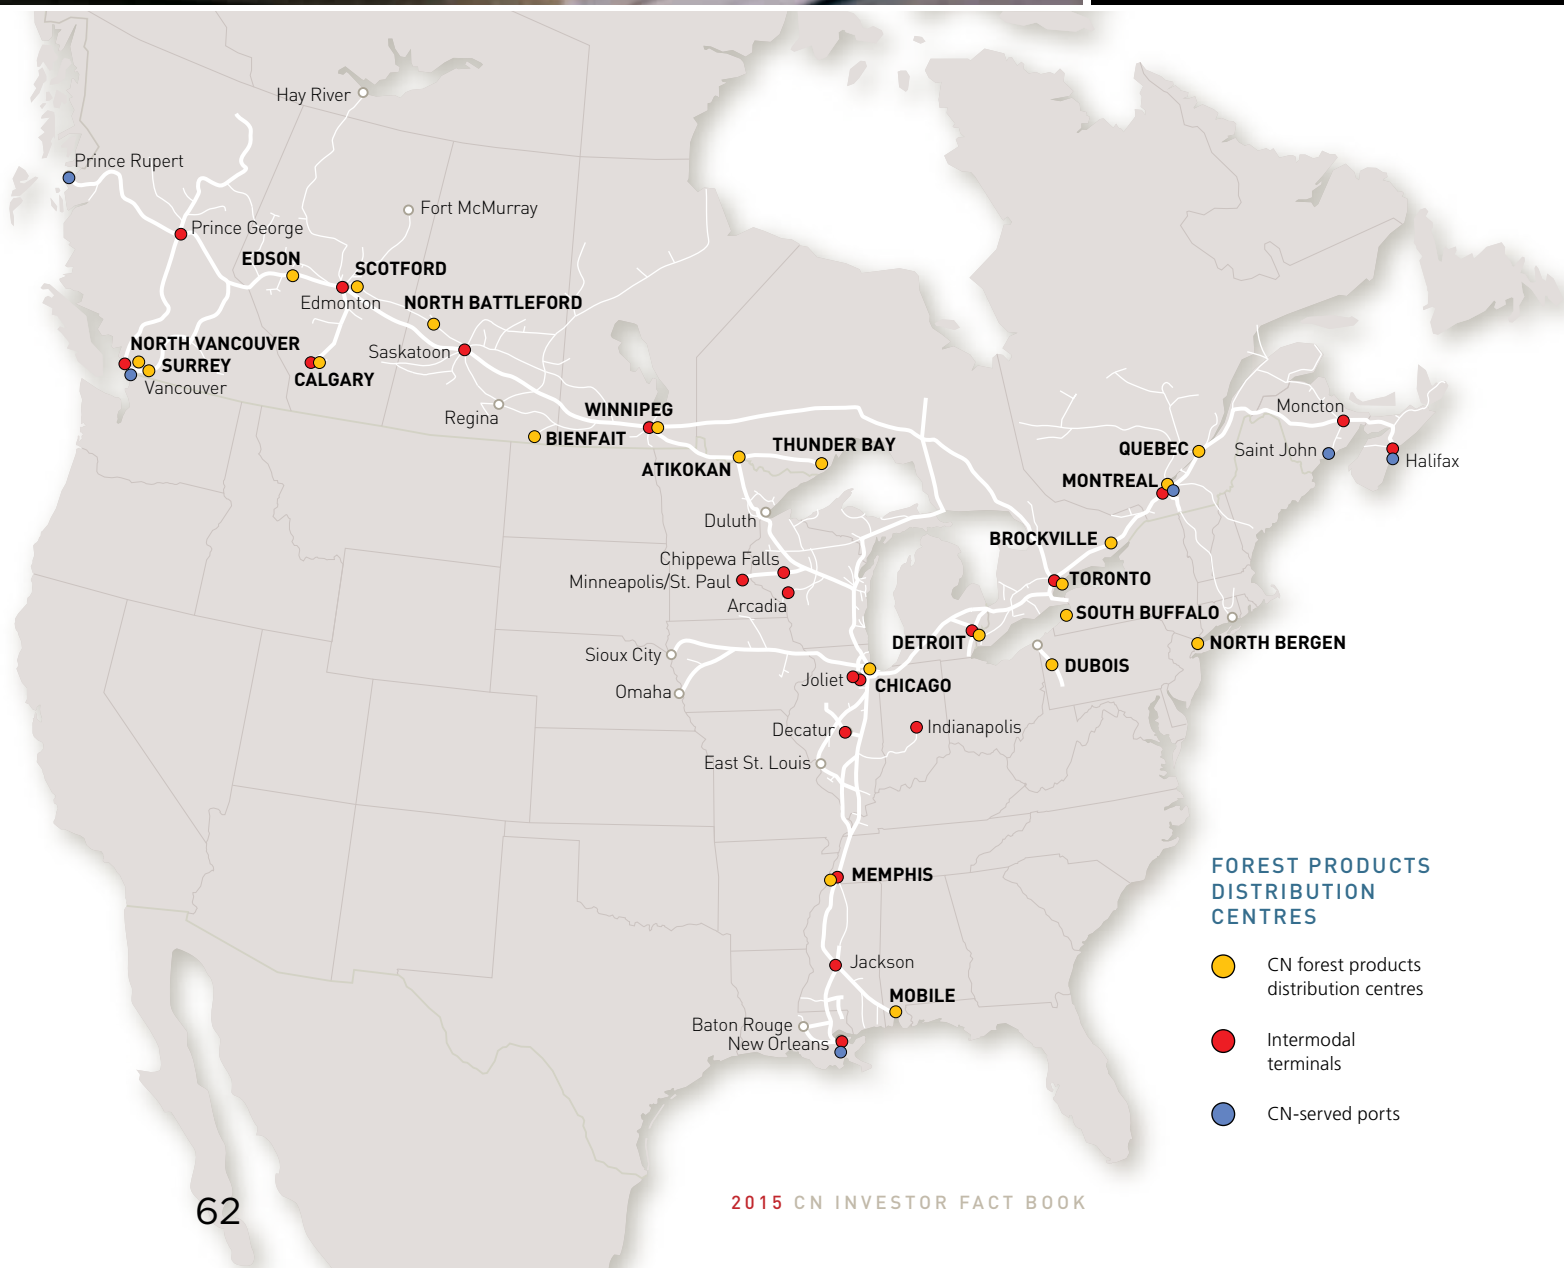 Hay River
Prince Rupert
Fort McMurray
Prince George
EDSON
SCOTFORD
Edmonton
NORTH BATTLEFORD
NORTH VANCOUVER
SURREY
Vancouver
CALGARY
Saskatoon
Regina
WINNIPEG
BIENFAIT
THUNDER BAY
ATIKOKAN
Moncton
QUEBEC
Saint John
Halifax
MONTREAL
Duluth
BROCKVILLE
Chippewa Falls
Minneapolis/St. Paul
Arcadia
TORONTO
SOUTH BUFFALO
DETROIT
NORTH BERGEN
Sioux City
DUBOIS
Joliet
CHICAGO
Omaha
Decatur
Indianapolis
East St. Louis
MEMPHIS
Jackson
MOBILE
Baton Rouge
New Orleans
FOREST PRODUCTS
DISTRIBUTION
CENTRES
CN forest products
distribution centres
Intermodal
terminals
CN-served ports
62
2015 CN INVESTOR FACT BOOK